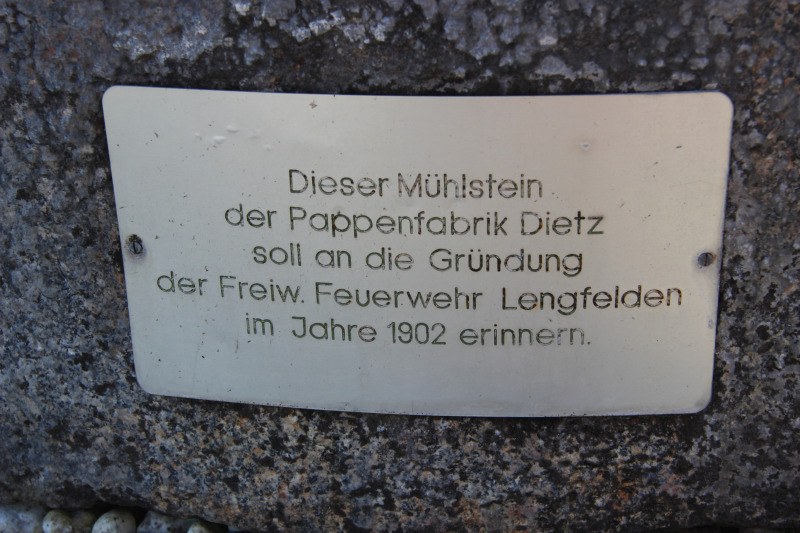 Dieser Mühlstein
der Pappenfabrik Dietz
soll an die Gründung
der Freiw. Feuerwehr Lengfelden
im Jahre 1902 erinnern.